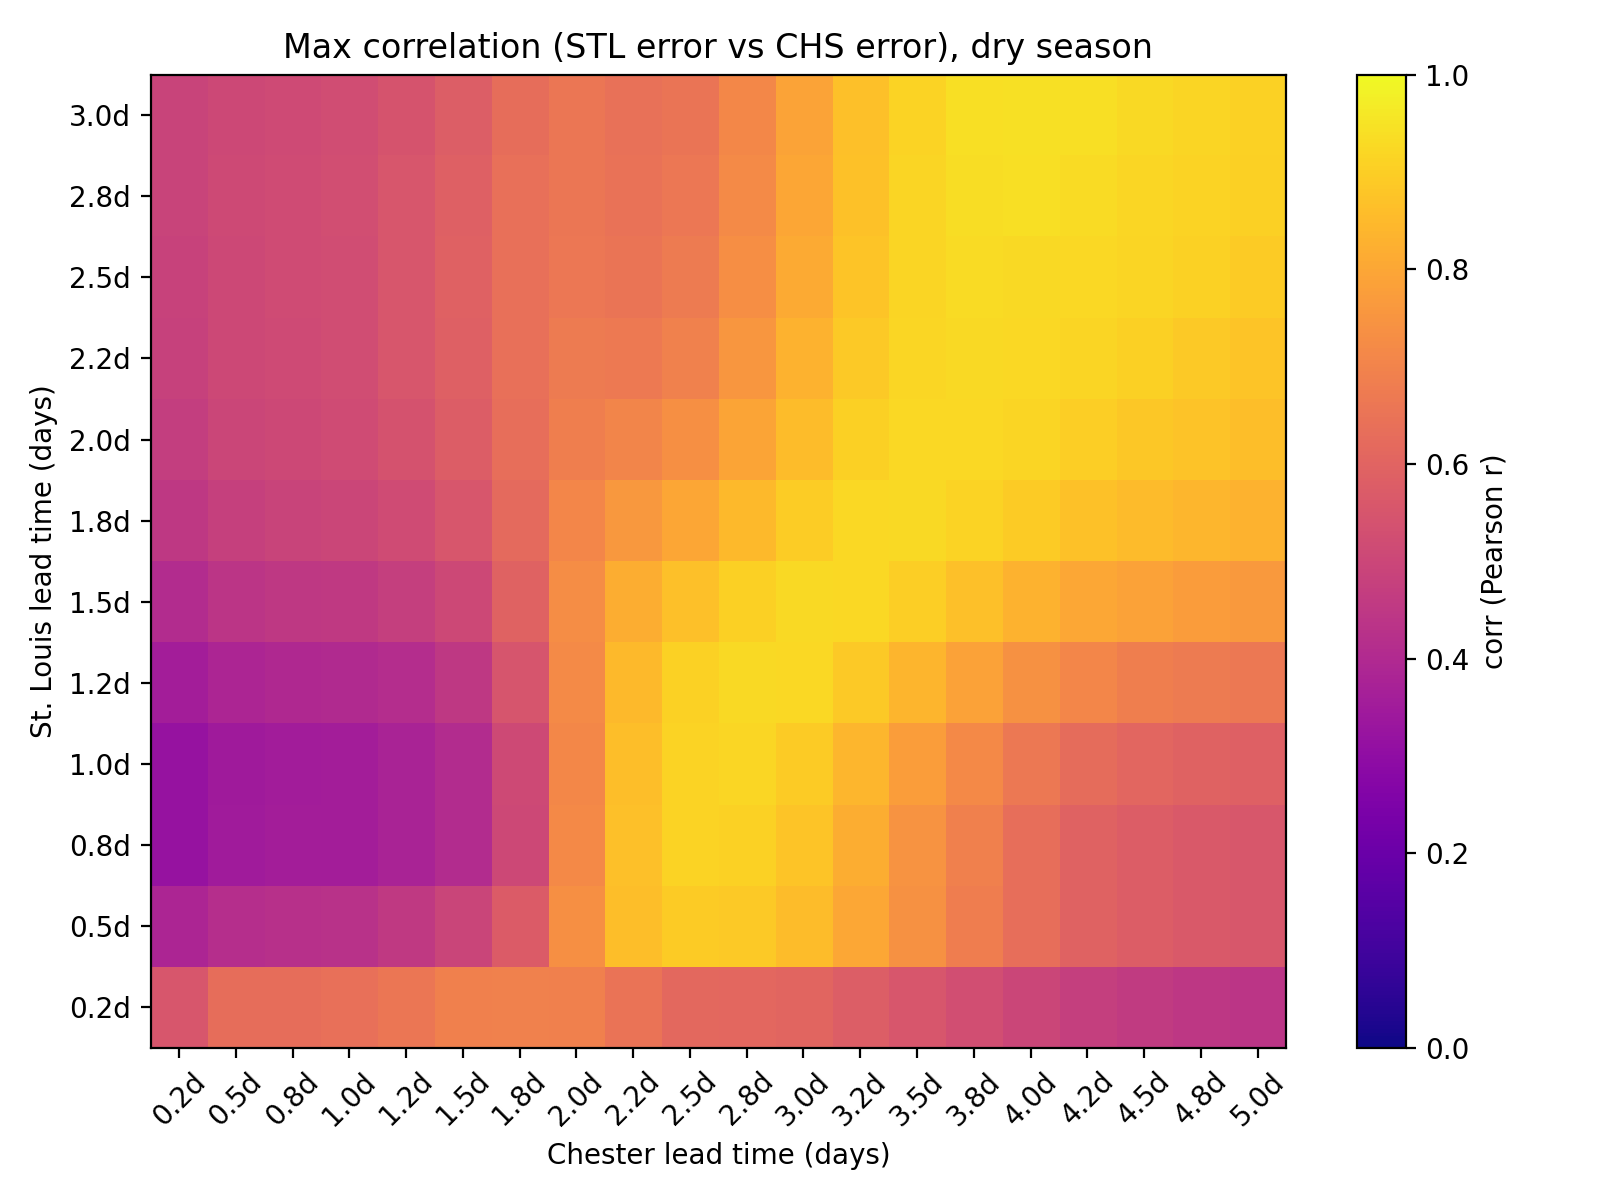 Max correlation (STL error vs CHS error), dry season
St. Louis lead time (days)
3.0d
2.8d
2.5d
2.2d
2.0d
1.8d
1.5d
1.2d
1.0d
0.8d
0.5d
0.2d
0.2d 0.5d 0.8d 1.0d 1.2d 1.5d 1.8d 2.0d 2.2d 2.5d 2.8d 3.0d 3.2d 3.5d 3.8d 4.0d 4.2d 4.5d 4.8d 5.0d
Chester lead time (days)
1.0
0.8
0.6
0.4
0.2
0.0
corr (Pearson r)